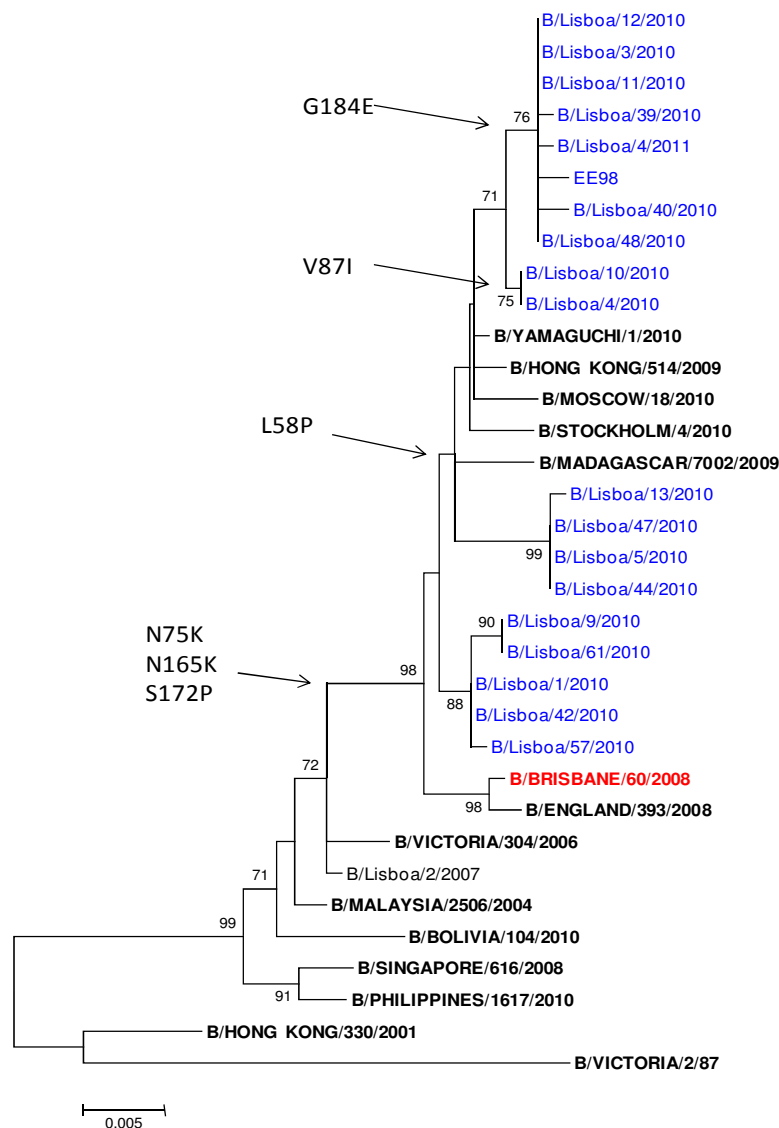 B/Lisboa/12/2010
B/Lisboa/3/2010
B/Lisboa/11/2010
G184E
76
B/Lisboa/39/2010
B/Lisboa/4/2011
EE98
71
B/Lisboa/40/2010
B/Lisboa/48/2010
V87I
B/Lisboa/10/2010
75
B/Lisboa/4/2010
B/YAMAGUCHI/1/2010
B/HONG KONG/514/2009
B/MOSCOW/18/2010
L58P
B/STOCKHOLM/4/2010
B/MADAGASCAR/7002/2009
B/Lisboa/13/2010
B/Lisboa/47/2010
99
B/Lisboa/5/2010
B/Lisboa/44/2010
90
B/Lisboa/9/2010
N75K
B/Lisboa/61/2010
N165K
98
S172P
B/Lisboa/1/2010
88
B/Lisboa/42/2010
B/Lisboa/57/2010
72
B/BRISBANE/60/2008
98
B/ENGLAND/393/2008
B/VICTORIA/304/2006
71
B/Lisboa/2/2007
B/MALAYSIA/2506/2004
99
B/BOLIVIA/104/2010
B/SINGAPORE/616/2008
91
B/PHILIPPINES/1617/2010
B/HONG KONG/330/2001
B/VICTORIA/2/87
0.005